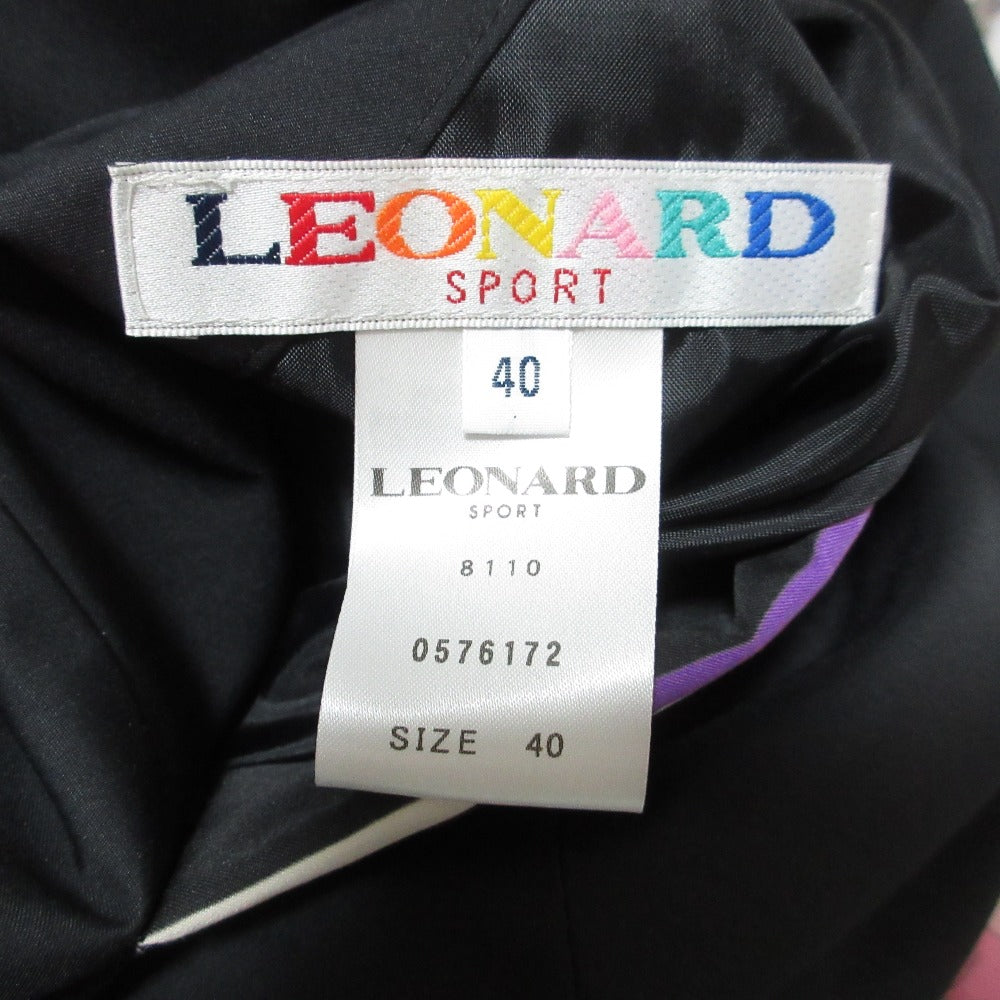 LEONARD
SPORT
40
LEONARD
SPORT
8110
0576172
SIZE 40